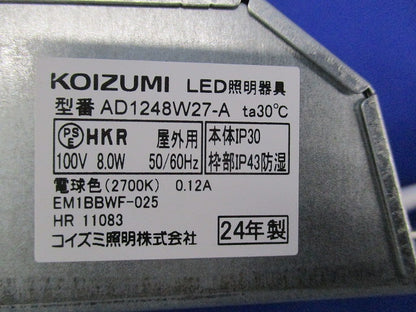 KOIZUMI LED照明器具
型番 AD1248W27-A ta30℃
PS E HKR 屋外用
100V 8.0W 50/60Hz
本体IP30
枠部IP43防湿
電球色(2700K) 0.12A
EM1BBWF-025
HR 11083
コイズミ照明株式会社
24年製